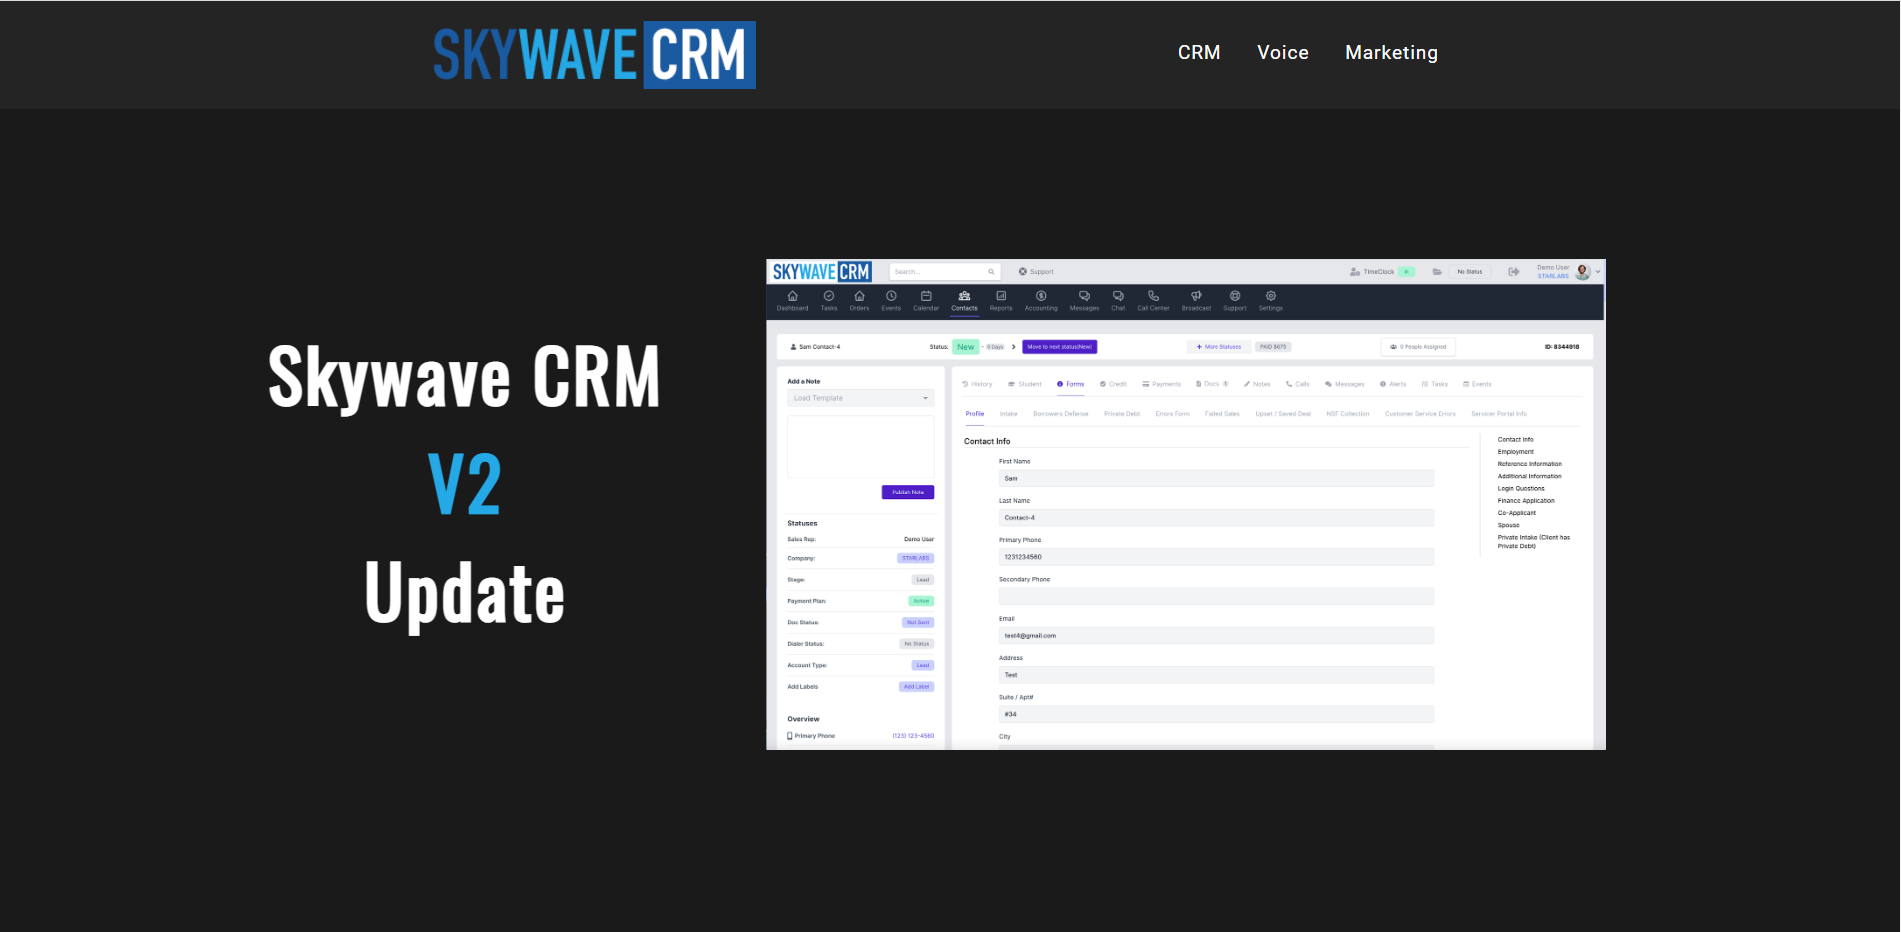 SKYWAVE CRM
CRM Voice Marketing
Skywave CRM
V2
Update
SKYWAVE CRM Search... Support TimeClock No Status Demo User
STARLABS
Dashboard Tasks Orders Events Calendar Contacts Reports Accounting Messages Chat Call Center Broadcast Support Settings
Sam Contact-4 Status: New - 0 Days Move to next status(New) + More Statuses PAID $675 0 People Assigned ID: 8344918
Add a Note
Load Template
Publish Note
Statuses
Sales Rep: Demo User
Company: STARLABS
Stage: Lead
Payment Plan: Active
Doc Status: Not Sent
Dialer Status: No Status
Account Type: Lead
Add Labels Add Label
Overview
Primary Phone (123) 123-4560
History Student Forms Credit Payments Docs Notes Calls Messages Alerts Tasks Events
Profile Intake Borrowers Defense Private Debt Errors Form Failed Sales Upset / Saved Deal NSF Collection Customer Service Errors Servicer Portal Info
Contact Info
First Name
Sam
Last Name
Contact-4
Primary Phone
1231234560
Secondary Phone
Email
test4@gmail.com
Address
Test
Suite / Apt#
#34
City
Contact Info
Employment
Reference Information
Additional Information
Login Questions
Finance Application
Co-Applicant
Spouse
Private Intake (Client has
Private Debt)